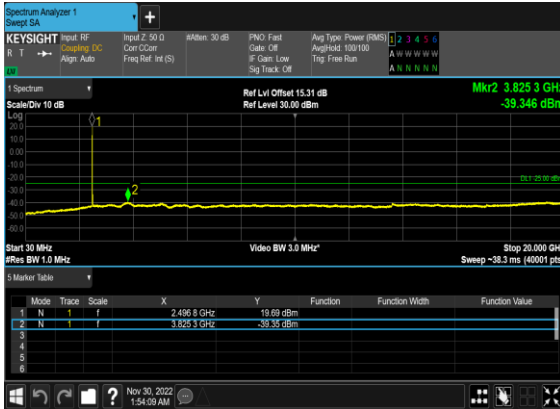 Spectrum Analyzer 1
Swept SA
+
KEYSIGHT Input: RF Input Z: 50 Ω #Atten: 30 dB PNO: Fast Avg Type: Power (RMS) 1 2 3 4 5 6
R T Coupling: DC Corr CCorr Gate: Off Avg|Hold: 100/100 A W W W W W
Align: Auto Freq Ref: Int (S) IF Gain: Low Trig: Free Run
Sig Track: Off A N N N N N
1 Spectrum Ref Lvl Offset 15.31 dB Mkr2 3.825 3 GHz
Scale/Div 10 dB Ref Level 30.00 dBm -39.346 dBm
Log
1
20.0
10.0
0.00
-10.0
-20.0 DL1 -25.00 dBm
-30.0 2
-40.0
-50.0
-60.0
Start 30 MHz Video BW 3.0 MHz* Stop 20.000 GHz
#Res BW 1.0 MHz Sweep ~38.3 ms (40001 pts)
5 Marker Table
Mode Trace Scale X Y Function Function Width Function Value
1 N 1 f 2.496 8 GHz 19.69 dBm
2 N 1 f 3.825 3 GHz -39.35 dBm
3
4
5
6
? Nov 30, 2022
1:54:09 AM